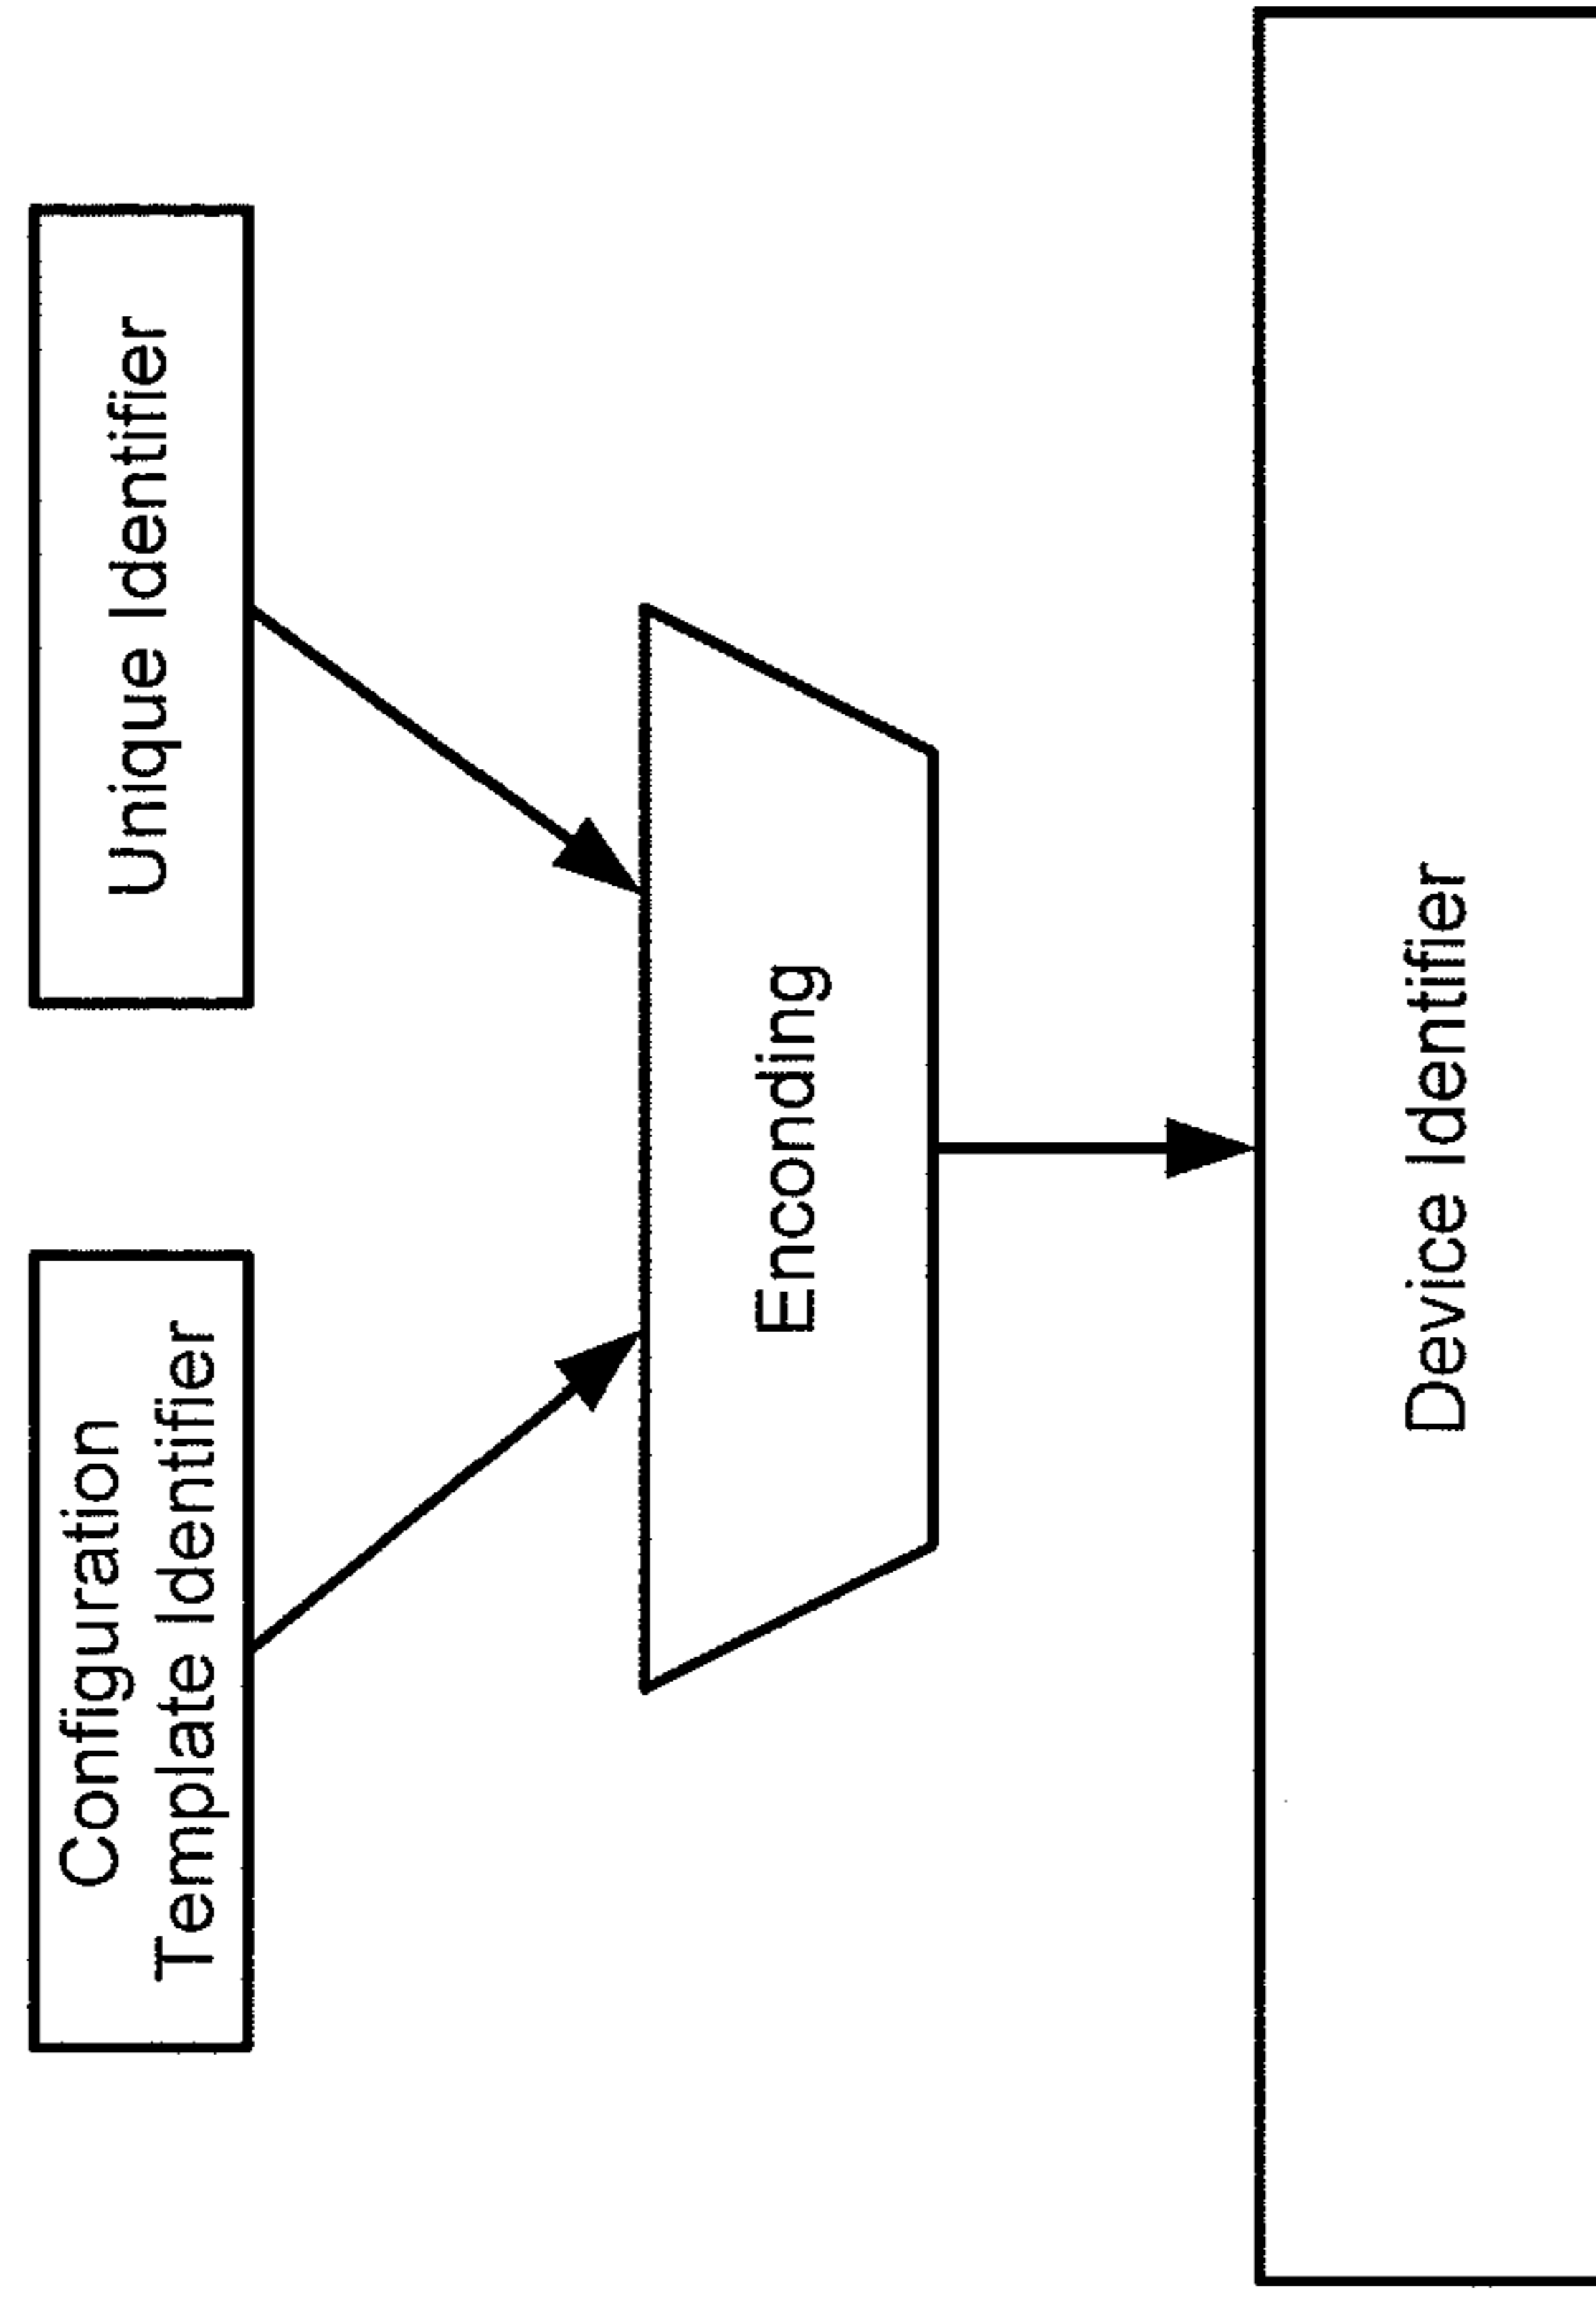 Configuration
Template Identifier
Unique Identifier
Enconding
Device Identifier